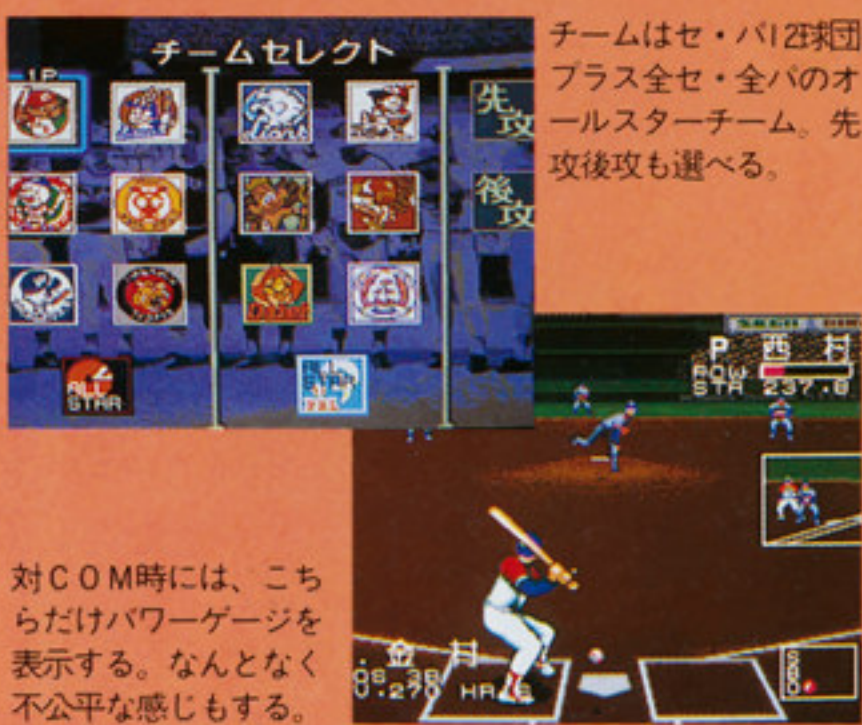 チームセレクト
1P
先攻
後攻
ALL STAR
チームはセ・パ12球団
プラス全セ・全パのオ
ールスターチーム。先
攻後攻も選べる。
P 西村
POW
STA 237.8
金村
.270 HR
対COM時には、こち
らだけパワーゲージを
表示する。なんとなく
不公平な感じもする。